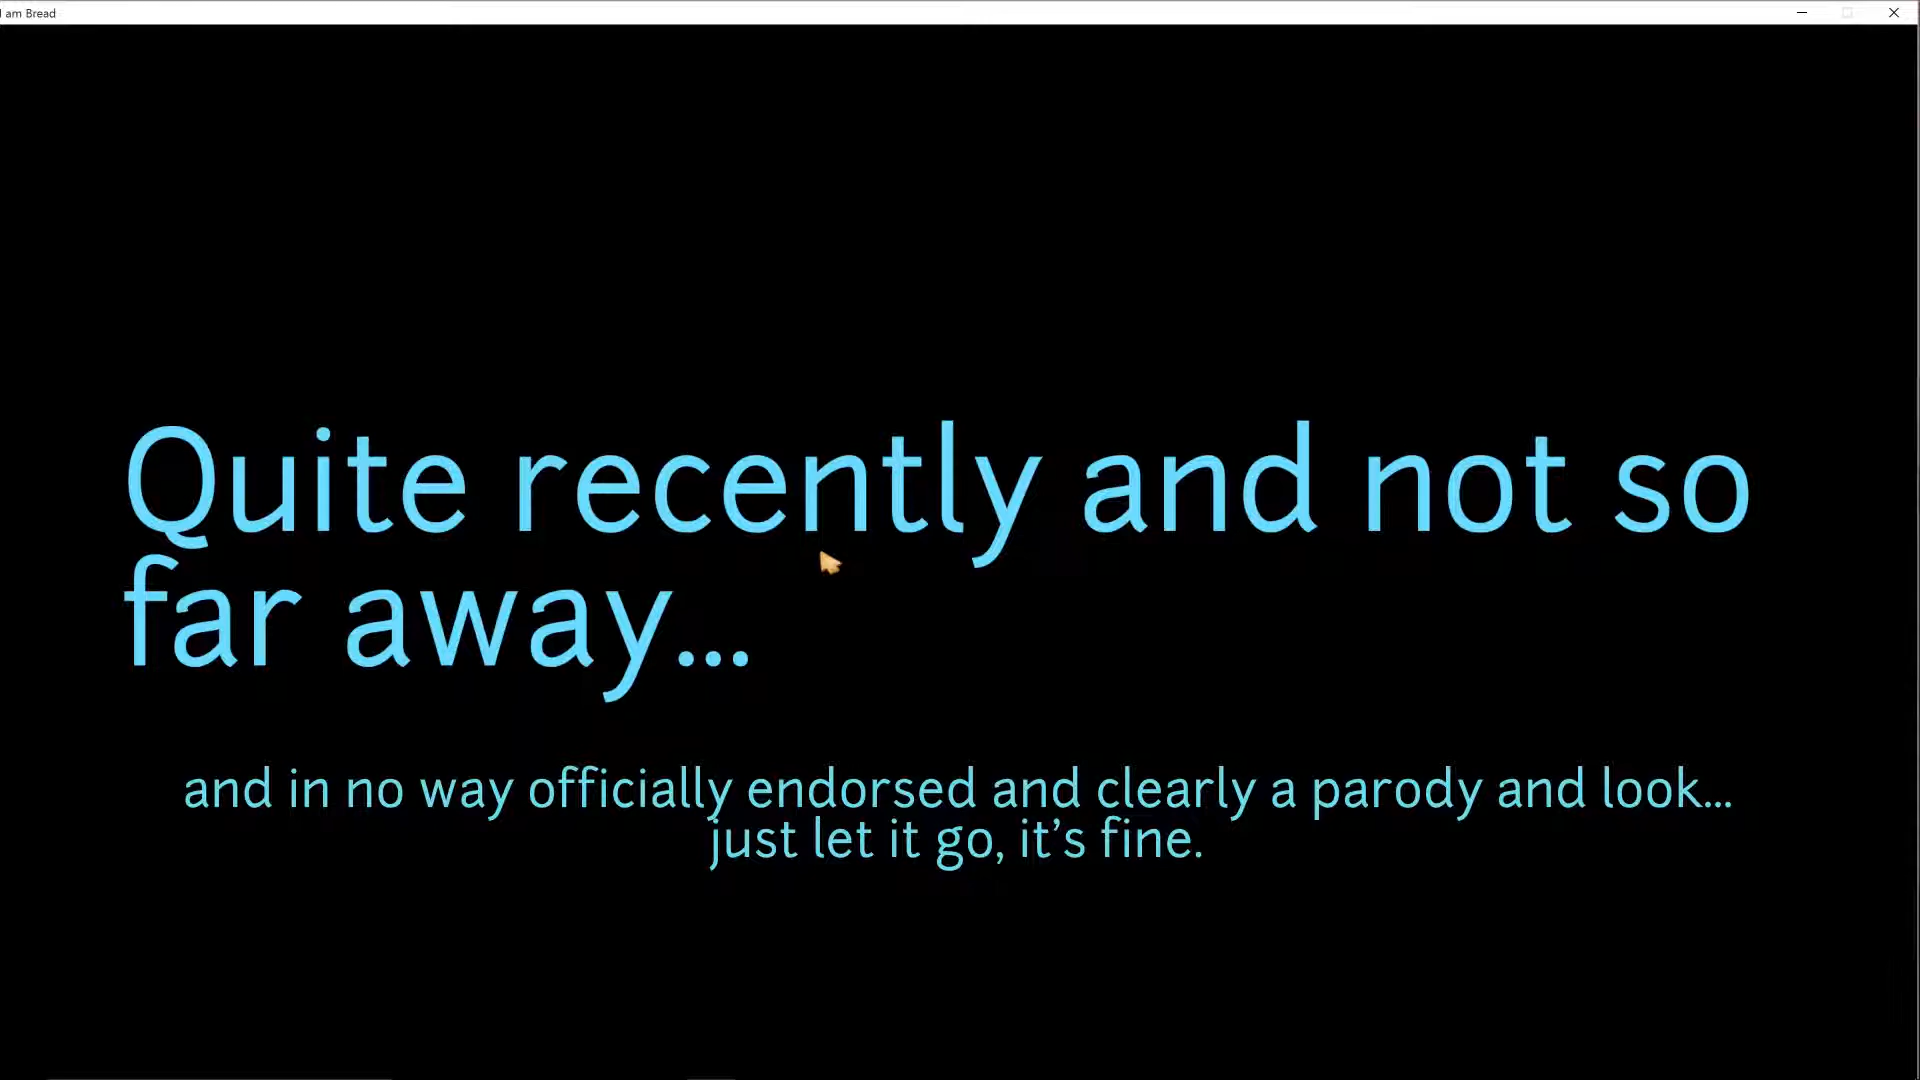 I am Bread
Quite recently and not so
far away...
and in no way officially endorsed and clearly a parody and look...
just let it go, it’s fine.